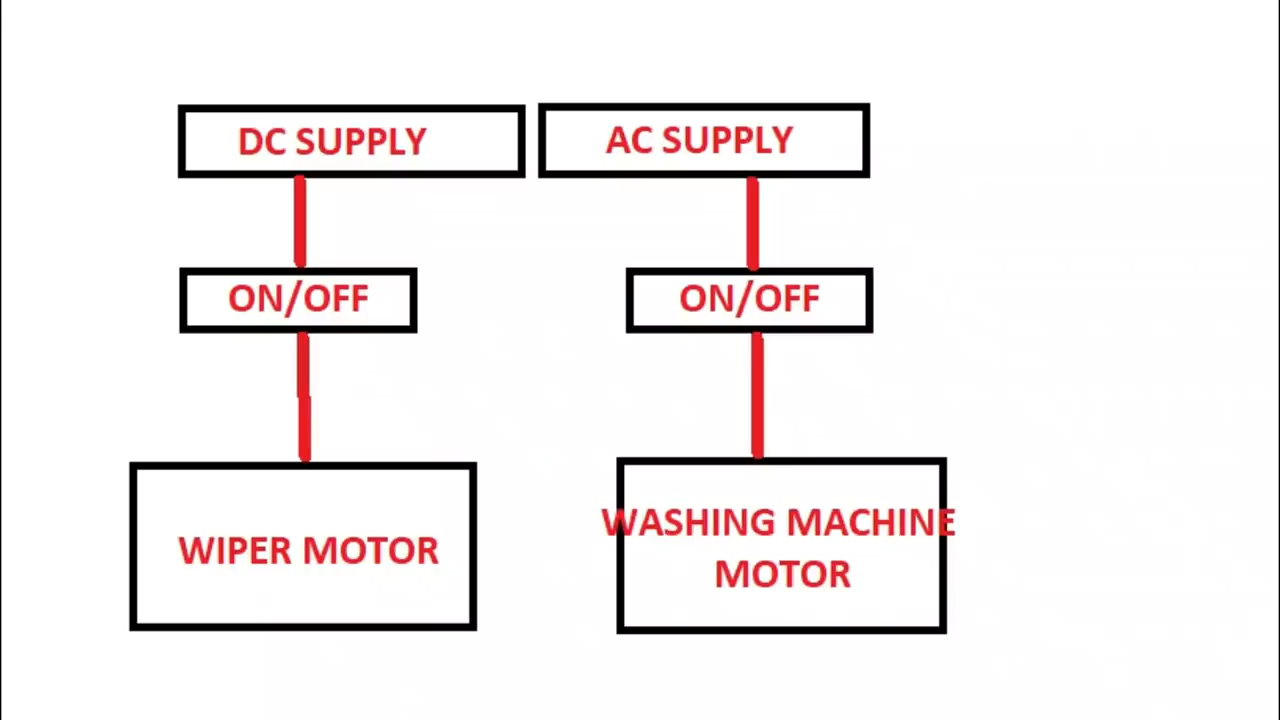 DC SUPPLY
AC SUPPLY
ON/OFF
ON/OFF
WIPER MOTOR
WASHING MACHINE
MOTOR